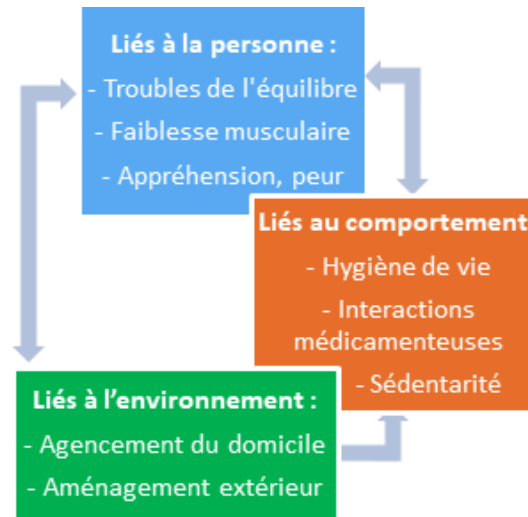 Liés à la personne :
- Troubles de l'équilibre
- Faiblesse musculaire
- Appréhension, peur
Liés au comportement
- Hygiène de vie
- Interactions
médicamenteuses
- Sédentarité
Liés à l’environnement :
- Agencement du domicile
- Aménagement extérieur